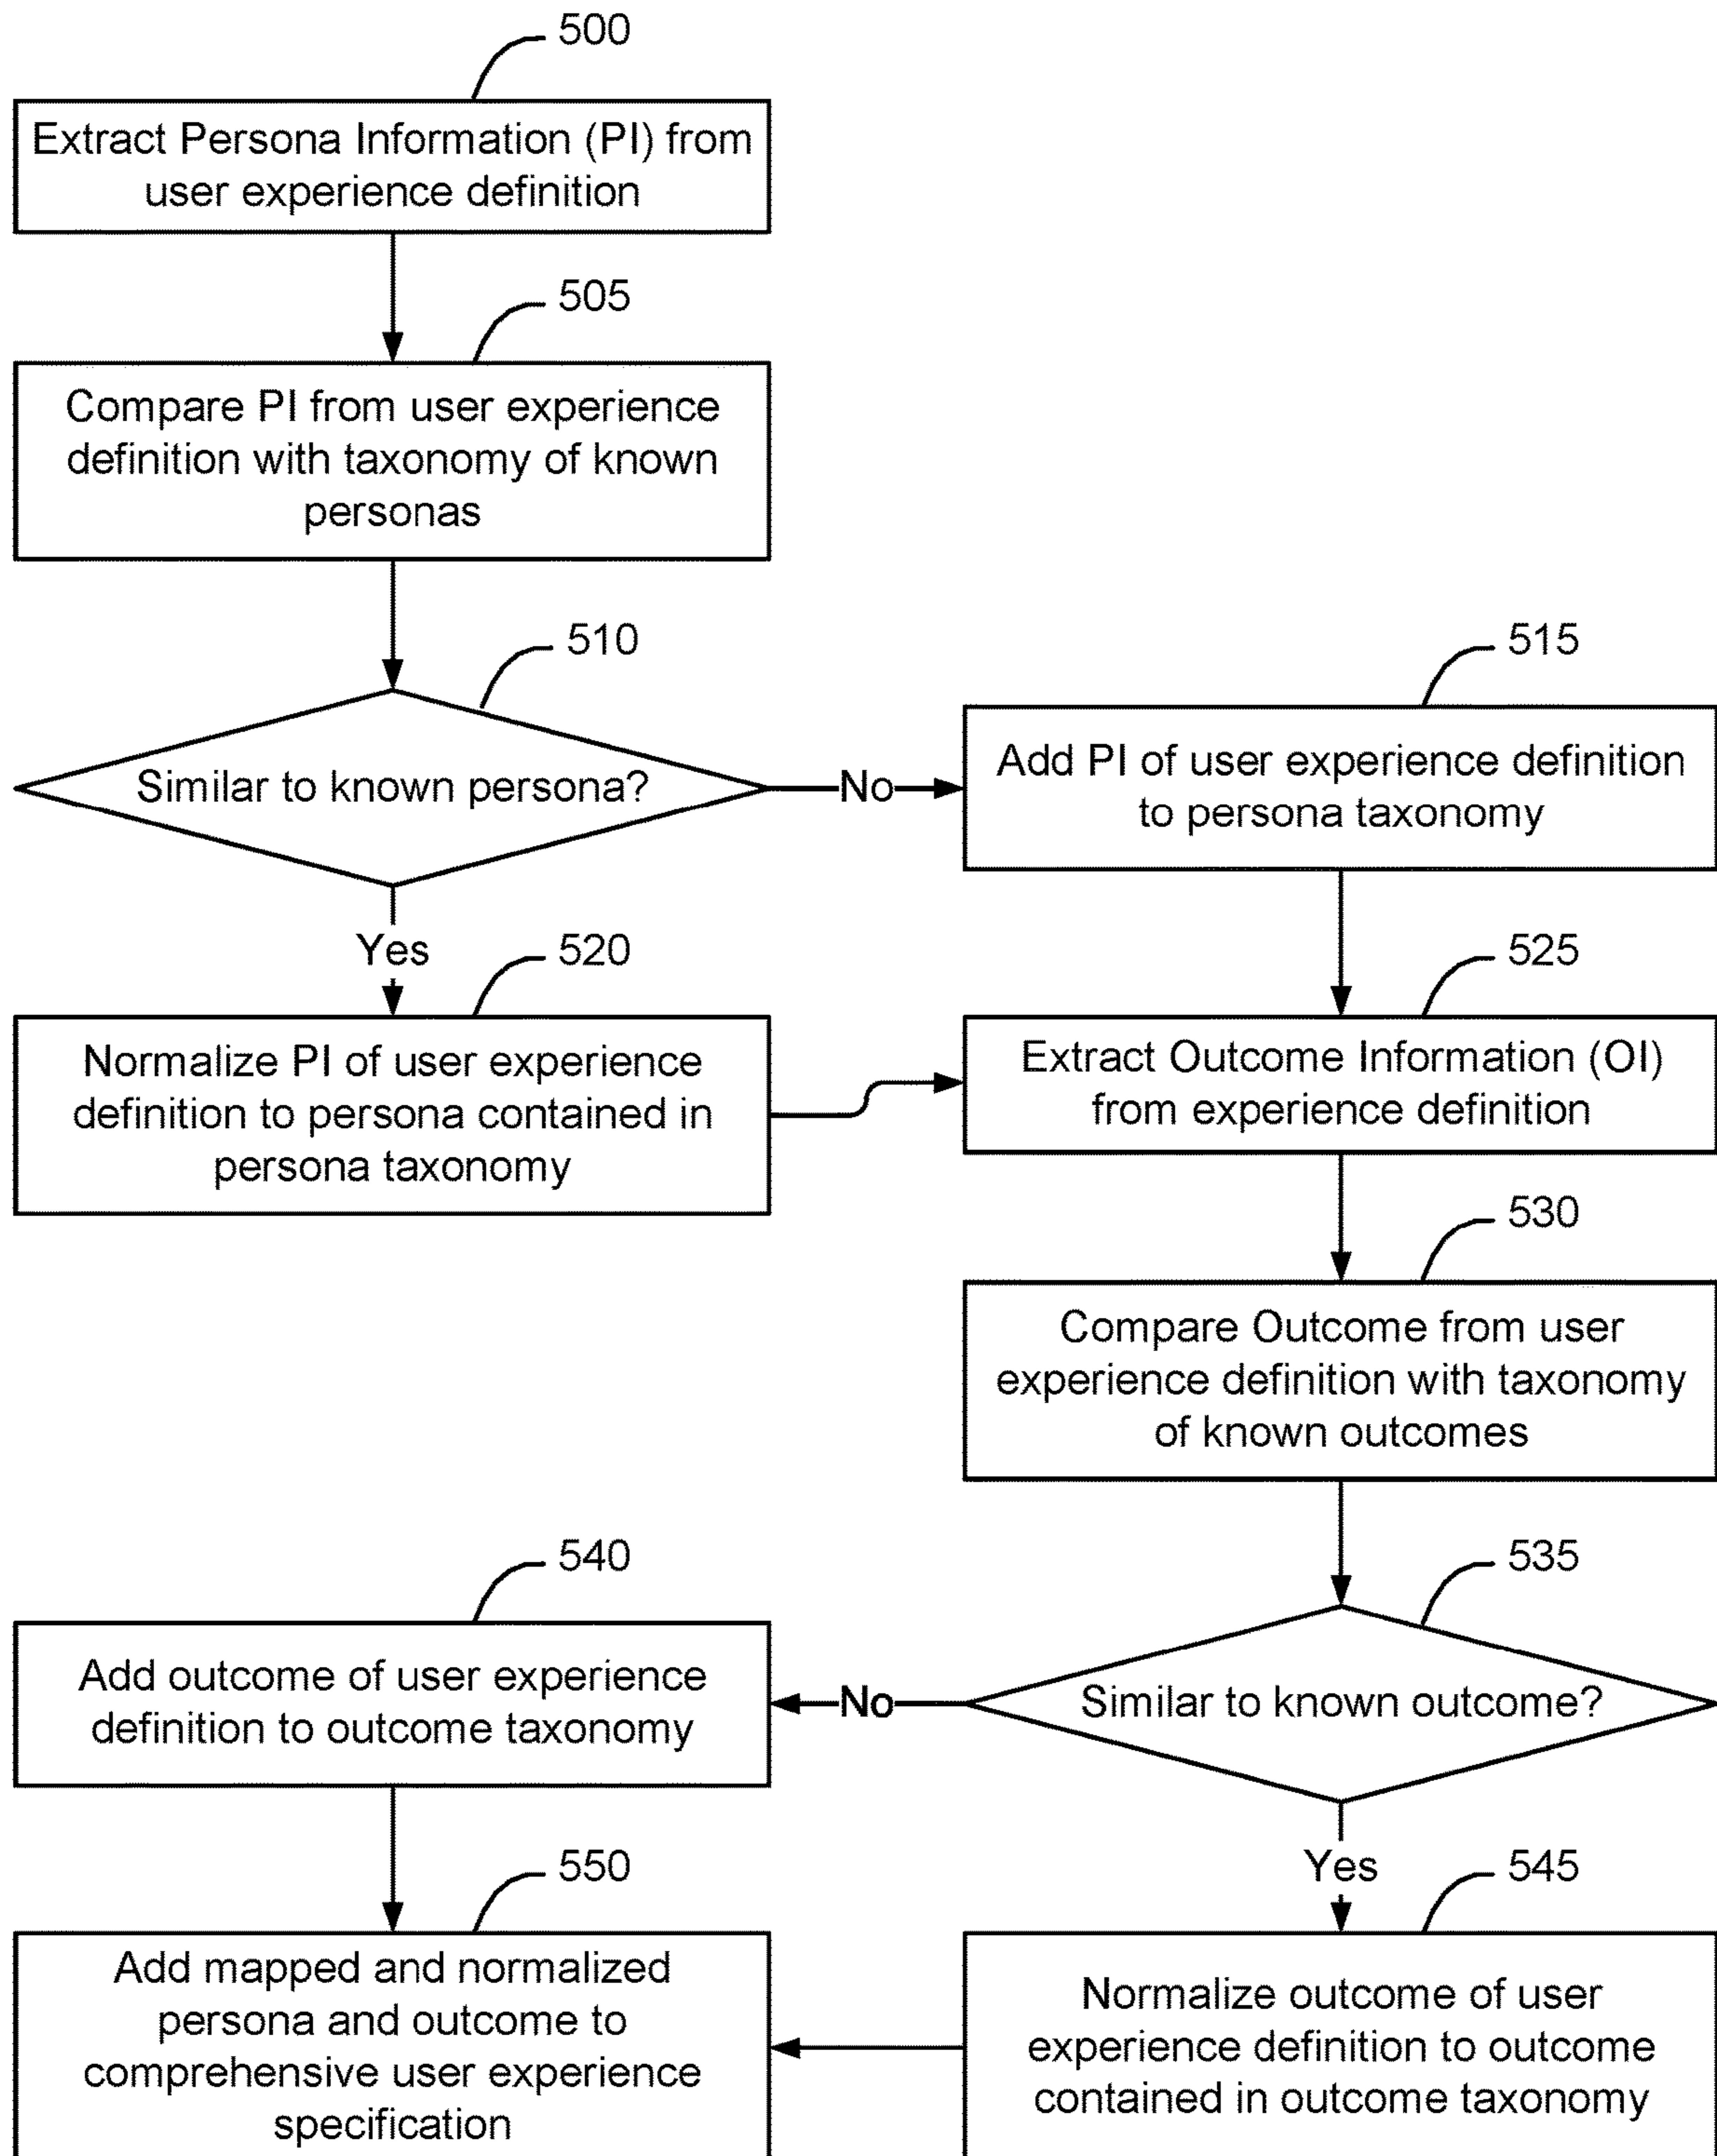 500
Extract Persona Information (PI) from
user experience definition
505
Compare PI from user experience
definition with taxonomy of known
personas
510
Similar to known persona?
No
515
Add PI of user experience definition
to persona taxonomy
Yes
520
Normalize PI of user experience
definition to persona contained in
persona taxonomy
525
Extract Outcome Information (OI)
from experience definition
530
Compare Outcome from user
experience definition with taxonomy
of known outcomes
535
Similar to known outcome?
No
540
Add outcome of user experience
definition to outcome taxonomy
Yes
545
Normalize outcome of user
experience definition to outcome
contained in outcome taxonomy
550
Add mapped and normalized
persona and outcome to
comprehensive user experience
specification